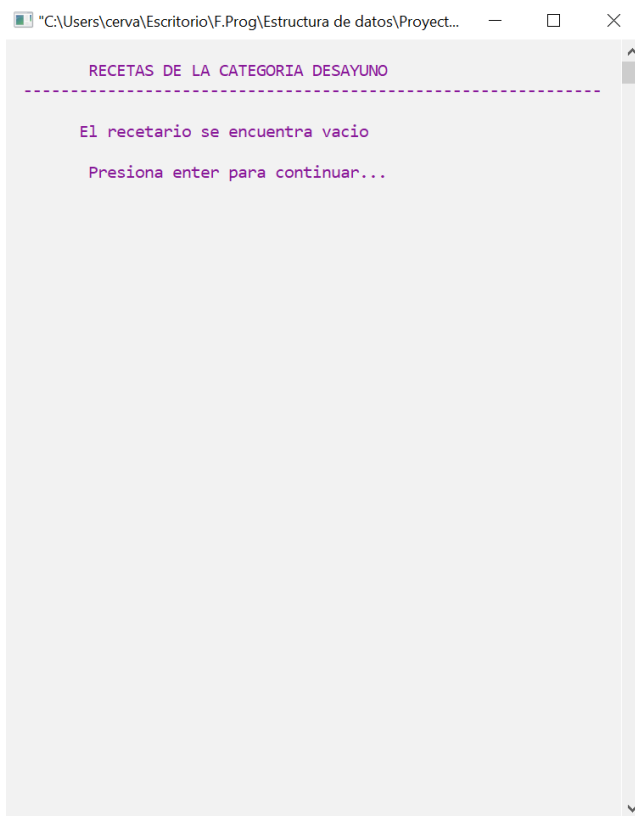 "C:\Users\cerva\Escritorio\F.Prog\Estructura de datos\Proyect...
RECETAS DE LA CATEGORIA DESAYUNO
--------------------------------------------------------------
El recetario se encuentra vacio
Presiona enter para continuar...